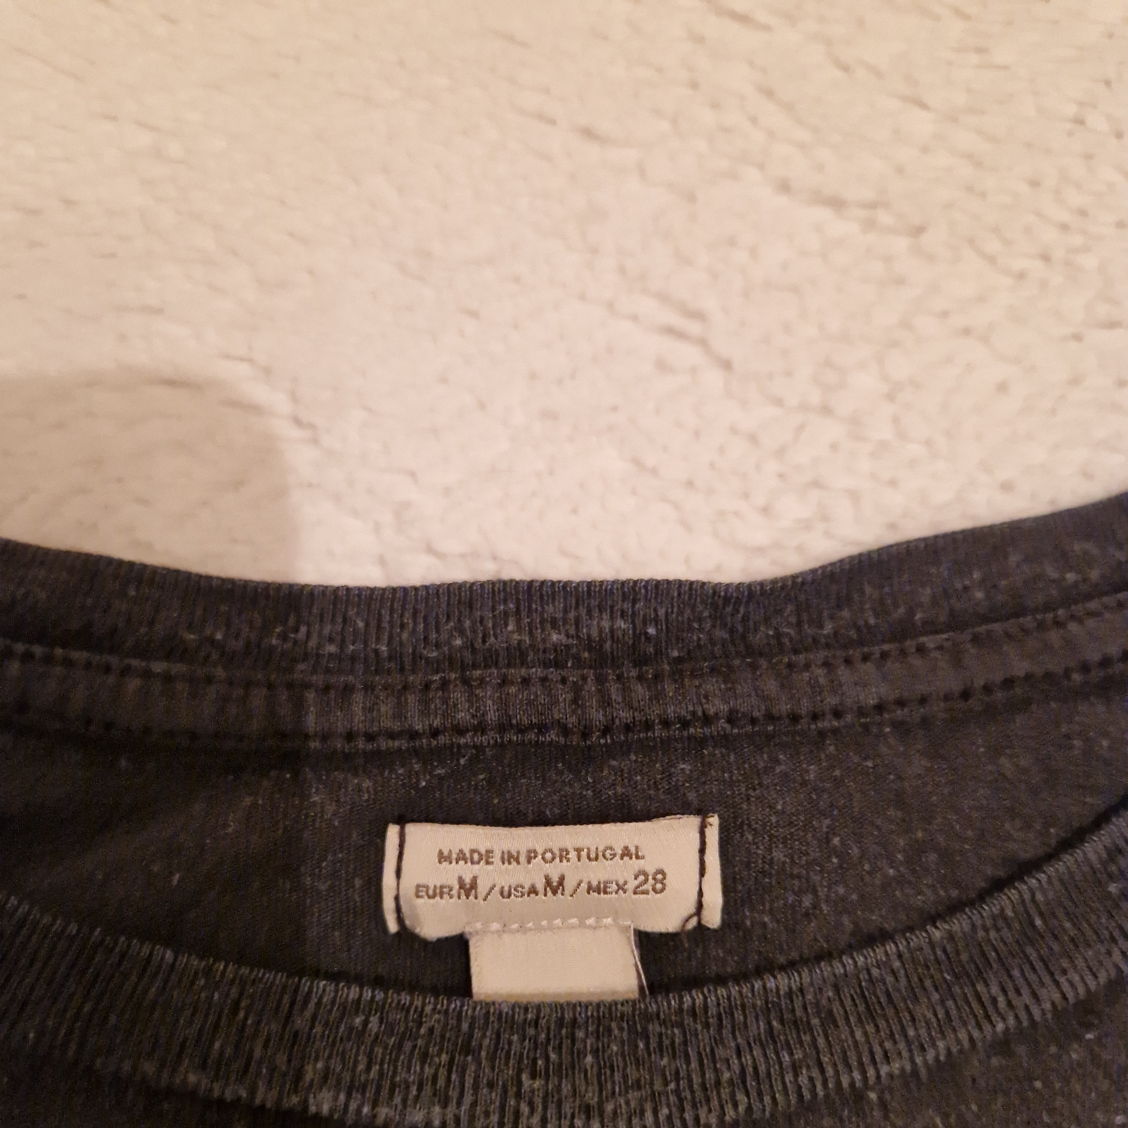 MADE IN PORTUGAL
EUR M / USA M / MEX 28